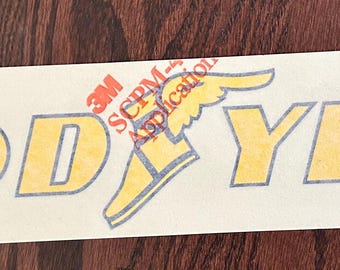 3M
SCPM-
Application
OD YE